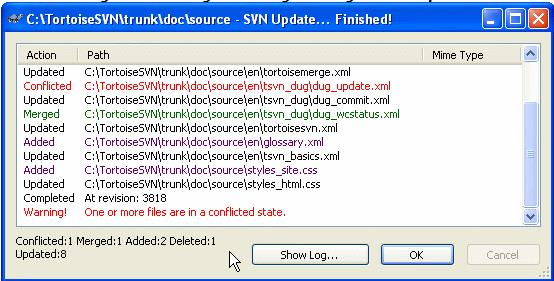 C:\TortoiseSVN\trunk\doc\source - SVN Update... Finished!
Action Path Mime Type
Updated C:\TortoiseSVN\trunk\doc\source\en\tortoisemerge.xml
Conflicted C:\TortoiseSVN\trunk\doc\source\en\tsvn_dug\dug_update.xml
Updated C:\TortoiseSVN\trunk\doc\source\en\tsvn_dug\dug_commit.xml
Merged C:\TortoiseSVN\trunk\doc\source\en\tsvn_dug\dug_wcstatus.xml
Updated C:\TortoiseSVN\trunk\doc\source\en\tortoisesvn.xml
Added C:\TortoiseSVN\trunk\doc\source\en\glossary.xml
Updated C:\TortoiseSVN\trunk\doc\source\en\tsvn_basics.xml
Added C:\TortoiseSVN\trunk\doc\source\styles_site.css
Updated C:\TortoiseSVN\trunk\doc\source\styles_html.css
Completed At revision: 3818
Warning! One or more files are in a conflicted state.
Conflicted:1 Merged:1 Added:2 Deleted:1
Updated:8
Show Log... OK Cancel